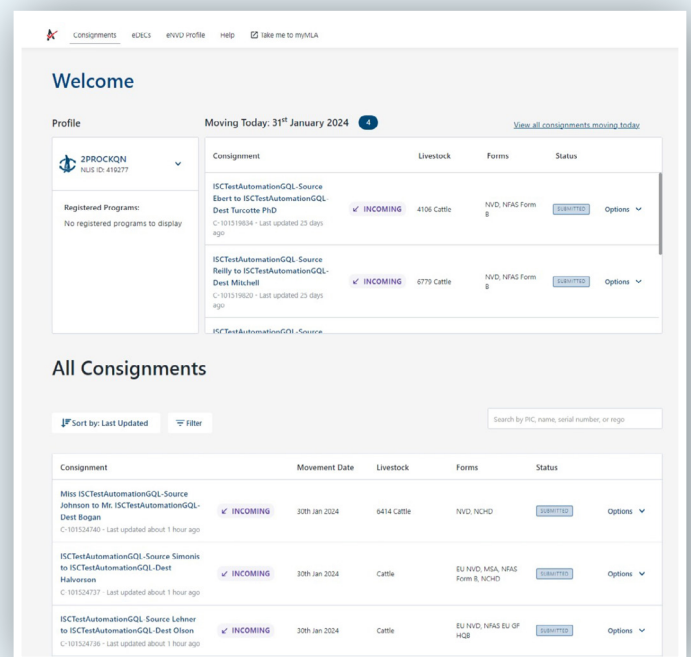 Consignments eDECs eNVD Profile Help Take me to myMLA
Welcome
Profile
Moving Today: 31st January 2024 4
View all consignments moving today
2PROCKQN
NLIS ID: 419277
Registered Programs:
No registered programs to display
Consignment Livestock Forms Status
ISCTestAutomationGQL-Source
Ebert to ISCTestAutomationGQL-
Dest Turcotte PhD
C-101519834 - Last updated 25 days
ago
INCOMING
4106 Cattle
NVD, NFAS Form
B
SUBMITTED
Options
ISCTestAutomationGQL-Source
Reilly to ISCTestAutomationGQL-
Dest Mitchell
C-101519820 - Last updated 25 days
ago
INCOMING
6779 Cattle
NVD, NFAS Form
B
SUBMITTED
Options
ISCTestAutomationGQL-Source
All Consignments
Sort by: Last Updated
Filter
Search by PIC, name, serial number, or rego
Consignment Movement Date Livestock Forms Status
Miss ISCTestAutomationGQL-Source
Johnson to Mr. ISCTestAutomationGQL-
Dest Bogan
C-101524740 - Last updated about 1 hour ago
INCOMING
30th Jan 2024
6414 Cattle
NVD, NCHD
SUBMITTED
Options
ISCTestAutomationGQL-Source Simonis
to ISCTestAutomationGQL-Dest
Halvorson
C-101524737 - Last updated about 1 hour ago
INCOMING
30th Jan 2024
Cattle
EU NVD, MSA, NFAS
Form B, NCHD
SUBMITTED
Options
ISCTestAutomationGQL-Source Lehner
to ISCTestAutomationGQL-Dest Olson
C-101524736 - Last updated about 1 hour ago
INCOMING
30th Jan 2024
Cattle
EU NVD, NFAS EU GF
HQB
SUBMITTED
Options